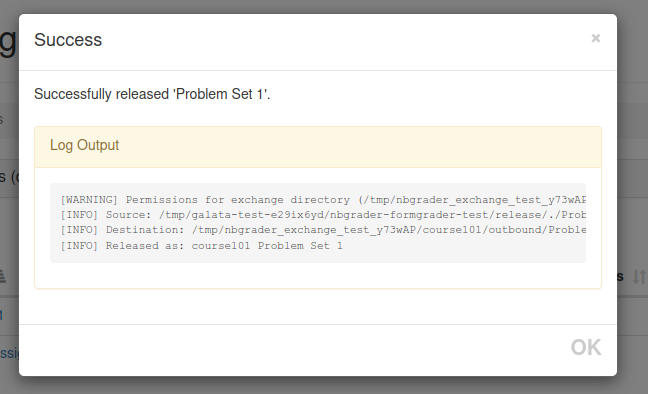 Success
×
Successfully released 'Problem Set 1'.
Log Output
[WARNING] Permissions for exchange directory (/tmp/nbgrader_exchange_test_y73wAP
[INFO] Source: /tmp/galata-test-e29ix6yd/nbgrader-formgrader-test/release/./Prob
[INFO] Destination: /tmp/nbgrader_exchange_test_y73wAP/course101/outbound/Proble
[INFO] Released as: course101 Problem Set 1
OK